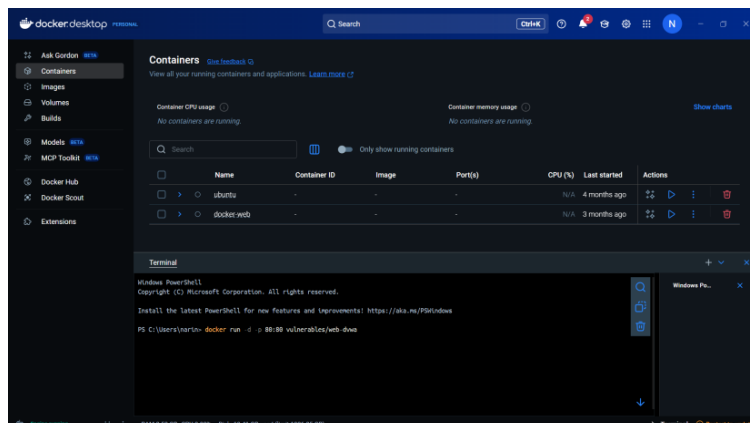 docker.desktop PERSONAL
Search Ctrl+K
N
Ask Gordon BETA
Containers
Images
Volumes
Builds
Models BETA
MCP Toolkit BETA
Docker Hub
Docker Scout
Extensions
Containers Give feedback
View all your running containers and applications. Learn more
Container CPU usage
No containers are running.
Container memory usage
No containers are running.
Show charts
Search
Only show running containers
Name Container ID Image Port(s) CPU (%) Last started Actions
ubuntu - - - N/A 4 months ago
docker-web - - - N/A 3 months ago
Terminal
Windows PowerShell
Copyright (C) Microsoft Corporation. All rights reserved.
Install the latest PowerShell for new features and improvements! https://aka.ms/PSWindows
PS C:\Users\narin> docker run -d -p 80:80 vulnerables/web-dvwa
Windows Po...